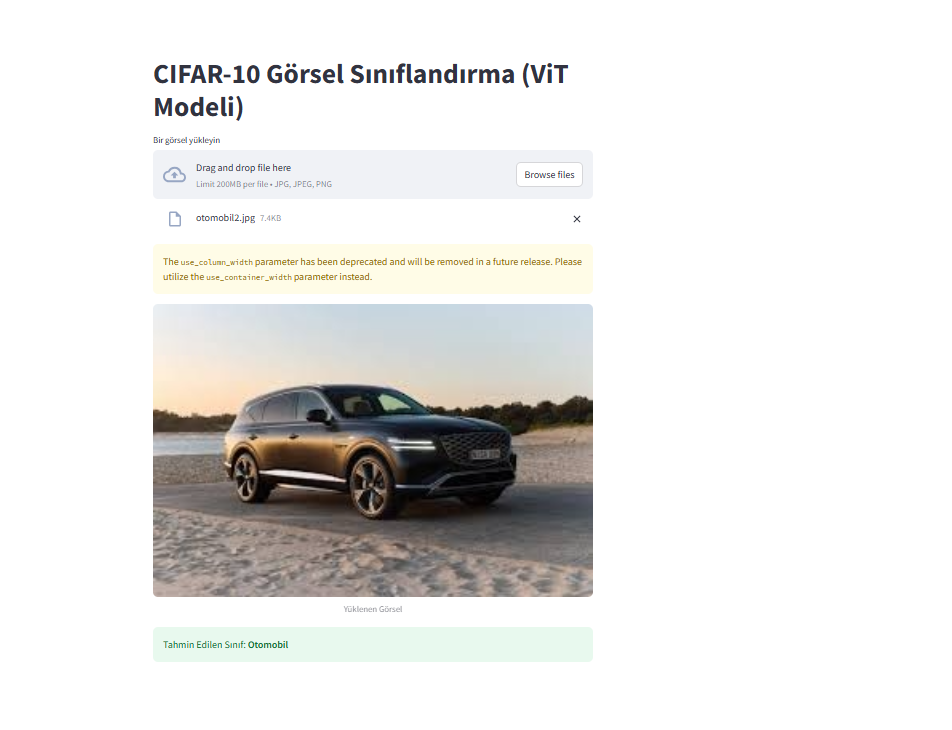 CIFAR-10 Görsel Sınıflandırma (ViT
Modeli)
Bir görsel yükleyin
Drag and drop file here
Limit 200MB per file • JPG, JPEG, PNG
Browse files
otomobil2.jpg 7.4KB
The use_column_width parameter has been deprecated and will be removed in a future release. Please
utilize the use_container_width parameter instead.
Yüklenen Görsel
Tahmin Edilen Sınıf: Otomobil